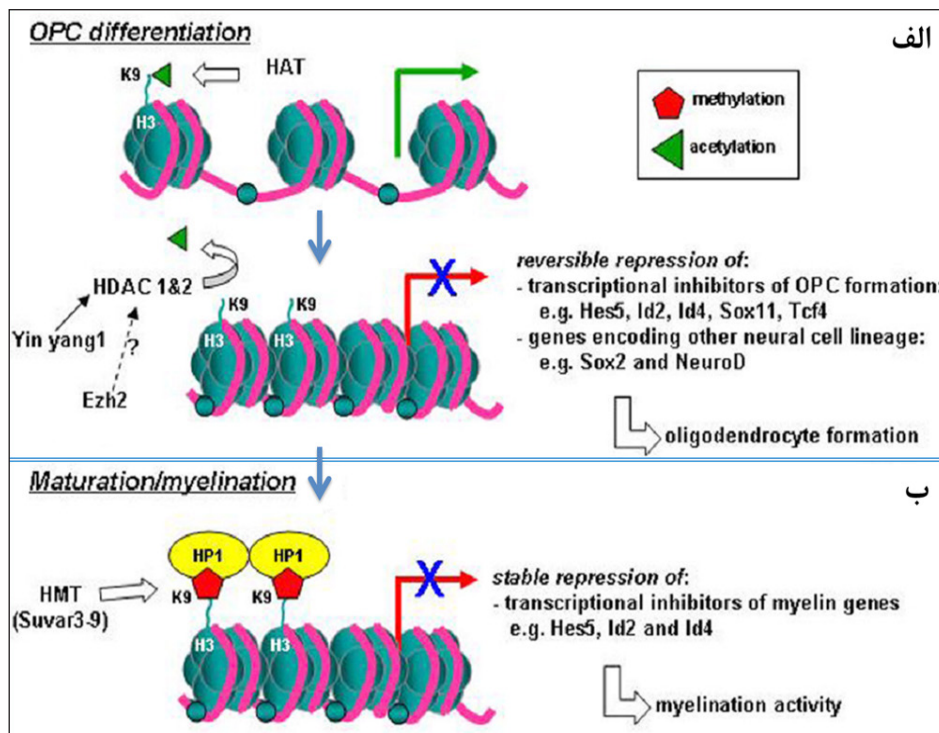 OPC differentiation
الف
K9
HAT
H3
methylation
acetylation
HDAC 1&2
K9
K9
Yin yang1
?
Ezh2
H3
H3
X
reversible repression of:
- transcriptional inhibitors of OPC formation:
e.g. Hes5, Id2, Id4, Sox11, Tcf4
- genes encoding other neural cell lineage:
e.g. Sox2 and NeuroD
oligodendrocyte formation
Maturation/myelination
ب
HP1
HP1
HMT
(Suvar3-9)
K9
K9
H3
H3
X
stable repression of:
- transcriptional inhibitors of myelin genes
e.g. Hes5, Id2 and Id4
myelination activity